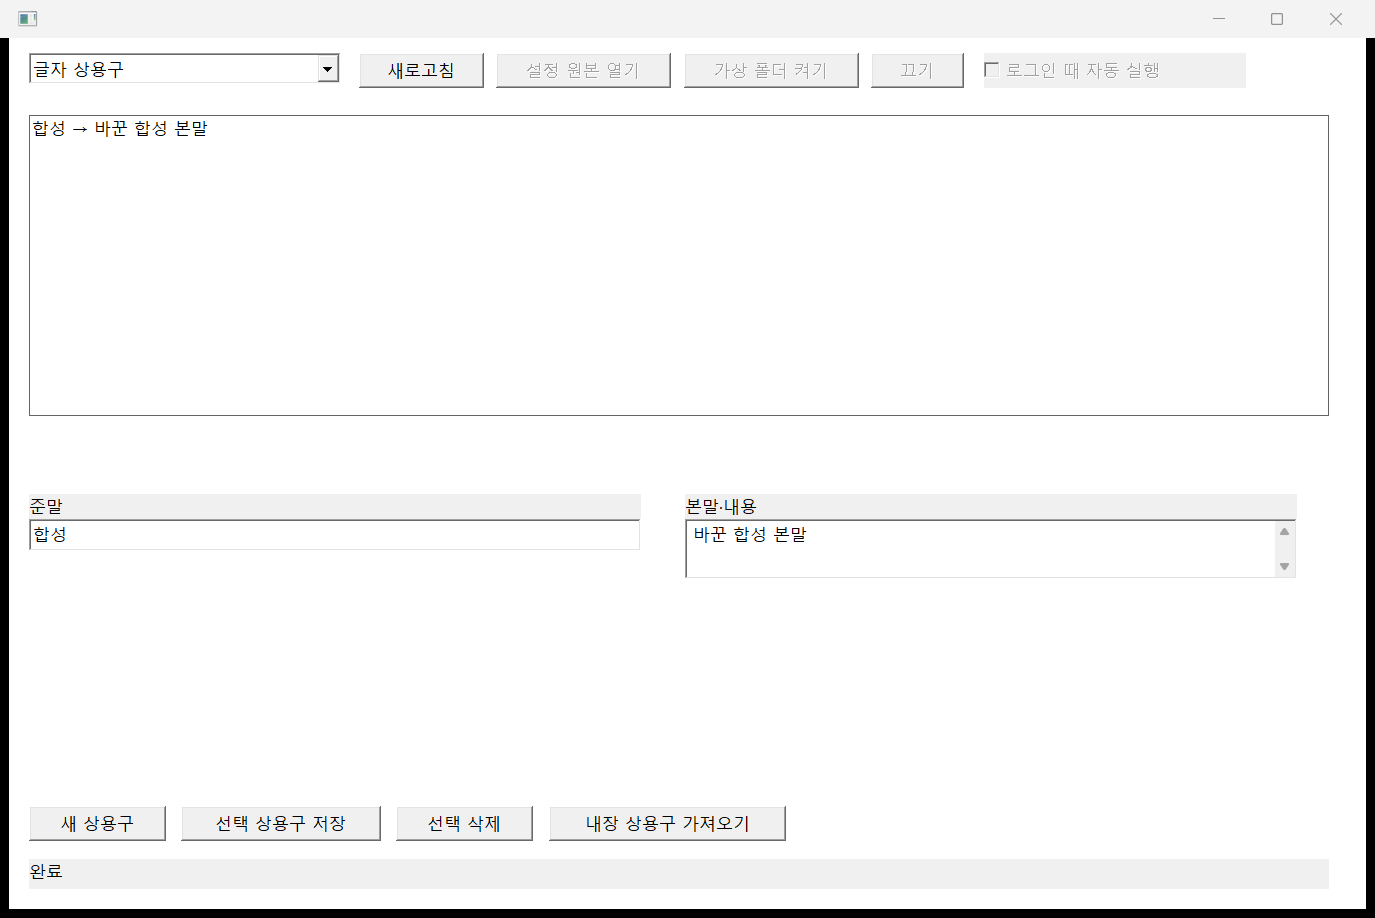 글자 상용구
새로고침
설정 원본 열기
가상 폴더 켜기
끄기
로그인 때 자동 실행
합성 → 바꾼 합성 본말
준말
본말·내용
합성
바꾼 합성 본말
새 상용구
선택 상용구 저장
선택 삭제
내장 상용구 가져오기
완료